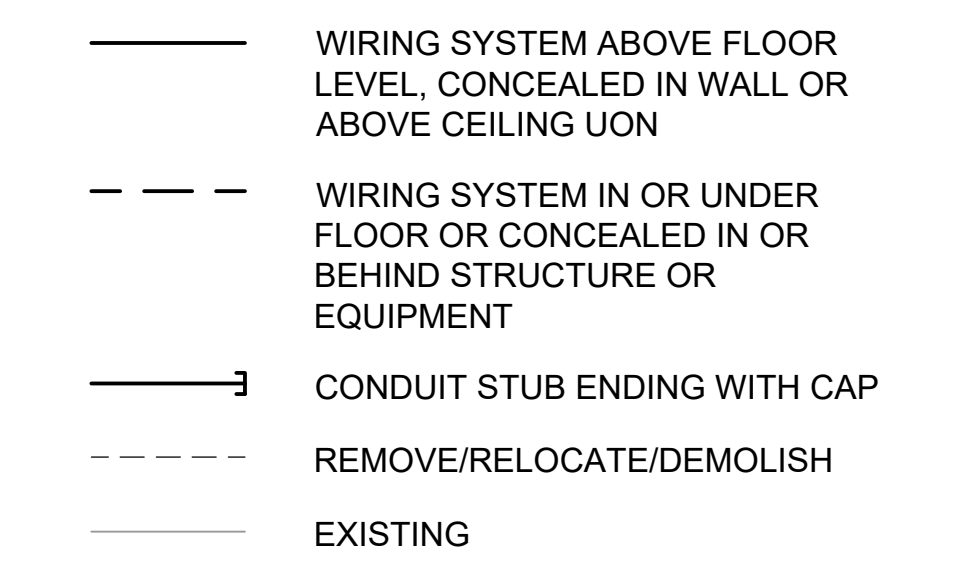 WIRING SYSTEM ABOVE FLOOR
LEVEL, CONCEALED IN WALL OR
ABOVE CEILING UON
WIRING SYSTEM IN OR UNDER
FLOOR OR CONCEALED IN OR
BEHIND STRUCTURE OR
EQUIPMENT
CONDUIT STUB ENDING WITH CAP
REMOVE/RELOCATE/DEMOLISH
EXISTING